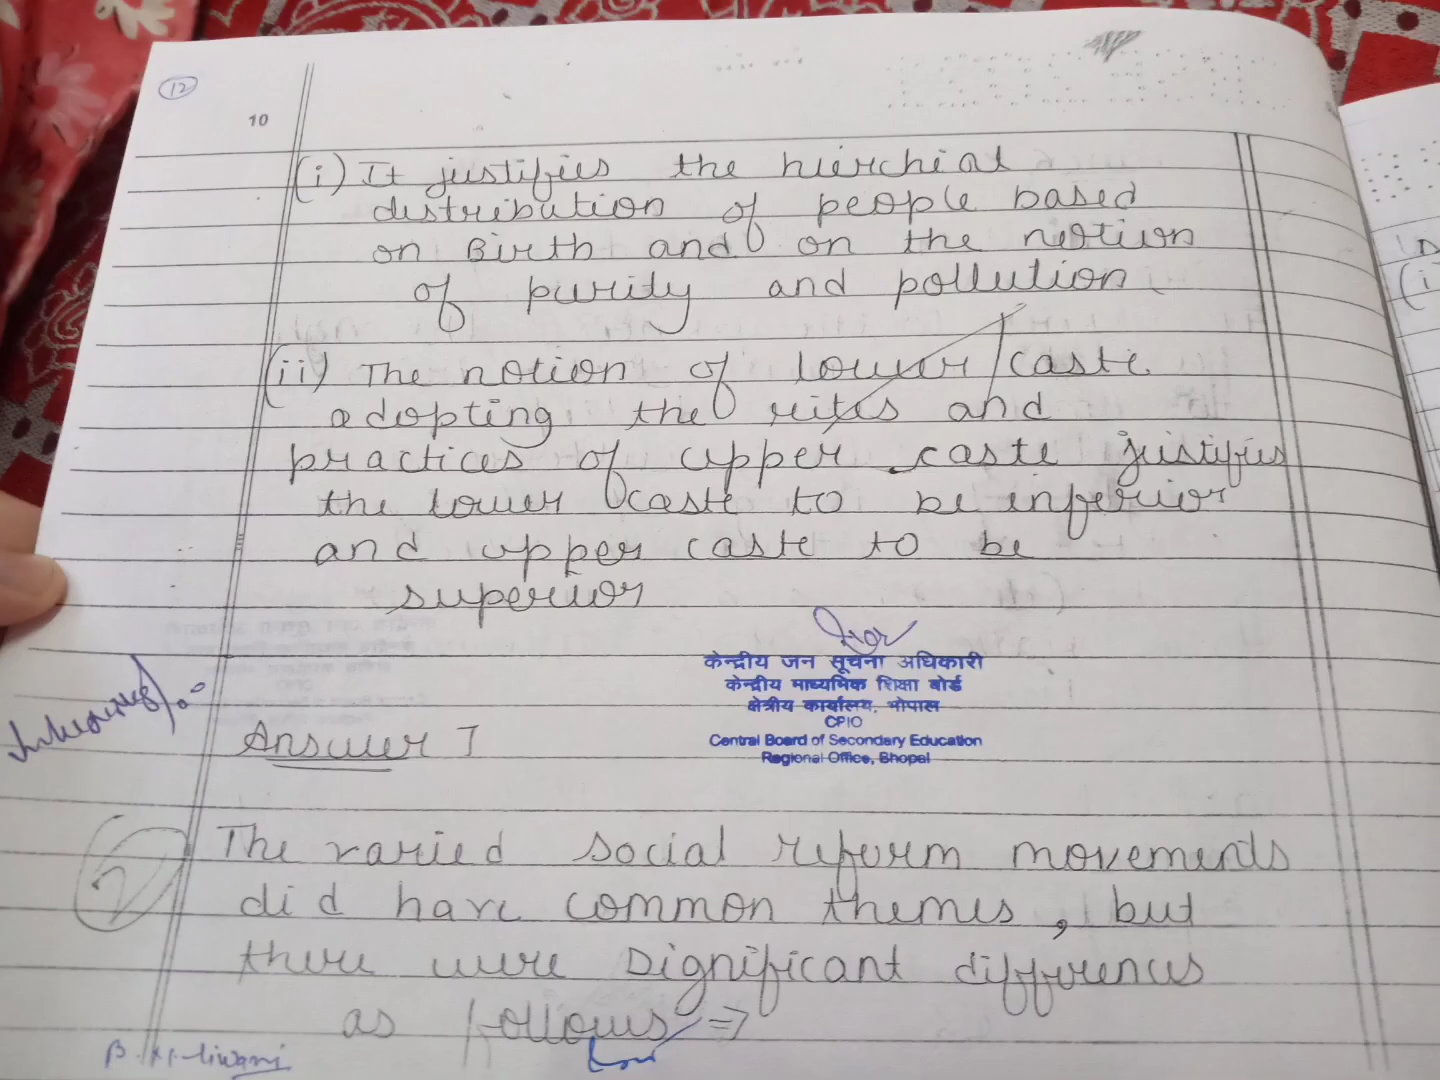 12
10
(i) It justifies the hierchial
distribution of people based
on Birth and on the notion
of purity and pollution
(ii) The notion of lower caste
adopting the rites and
practices of upper caste justifies
the lower caste to be inferior
and upper caste to be
superior
केन्द्रीय जन सूचना अधिकारी
केन्द्रीय माध्यमिक शिक्षा बोर्ड
क्षेत्रीय कार्यालय, भोपाल
CPIO
Central Board of Secondary Education
Regional Office, Bhopal
Answer 7
2
The varied social reform movements
did have common themes, but
there were significant differences
as follows ⇒